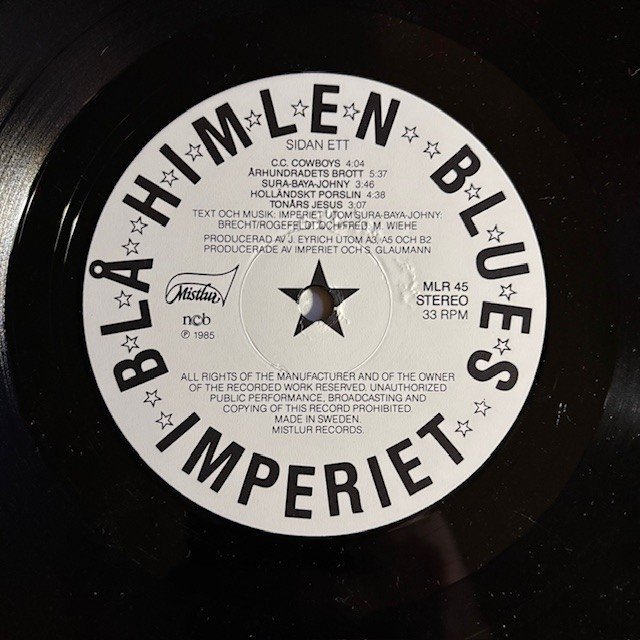 BLÅ HIMLEN BLUES
SIDAN ETT
C.C. COWBOYS 4:04
ÅRHUNDRADETS BROTT 5:37
SURA-BAYA-JOHNY 3:46
HOLLÄNDSKT PORSLIN 4:38
TONÅRS JESUS 3:07
TEXT OCH MUSIK: IMPERIET UTOM SURA-BAYA-JOHNY:
BRECHT/ROGEFELDT OCH FRED M. WIEHE
PRODUCERAD AV J. EYRICH UTOM A3, A5 OCH B2
PRODUCERADE AV IMPERIET OCH S. GLAUMANN
Mistlur
ncb
Ⓟ 1985
MLR 45
STEREO
33 RPM
ALL RIGHTS OF THE MANUFACTURER AND OF THE OWNER
OF THE RECORDED WORK RESERVED. UNAUTHORIZED
PUBLIC PERFORMANCE, BROADCASTING AND
COPYING OF THIS RECORD PROHIBITED.
MADE IN SWEDEN.
MISTLUR RECORDS.
IMPERIET